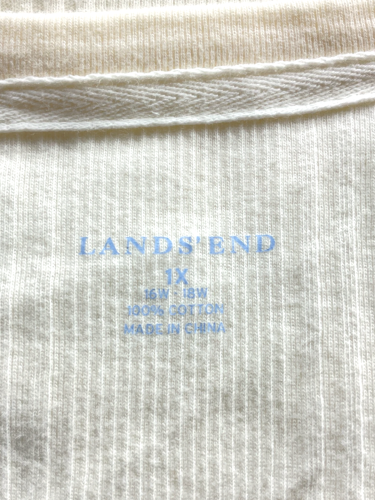 LANDS' END
1X
16W - 18W
100% COTTON
MADE IN CHINA